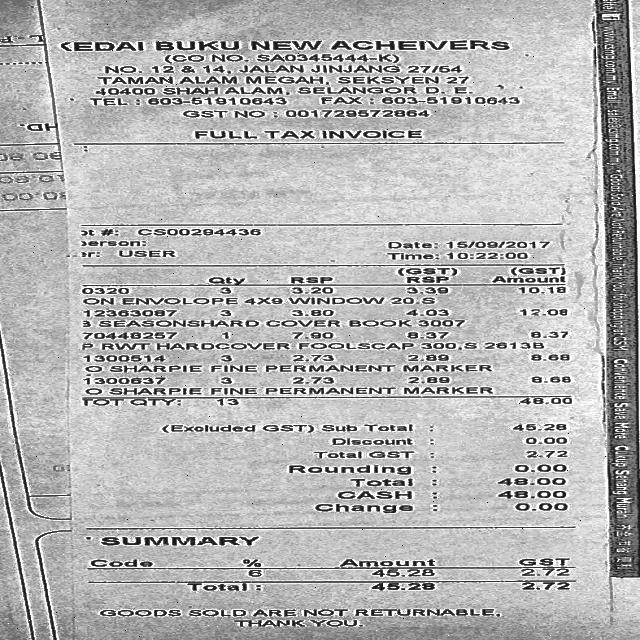 KEDAI BUKU NEW ACHEIVERS
(CO NO. SA0345444-K)
NO. 12 & 14, JALAN JINJANG 27/54
TAMAN ALAM MEGAH, SEKSYEN 27
40400 SHAH ALAM, SELANGOR D. E.
TEL : 603-51910643 FAX : 603-51910643
GST NO : 001729572864
FULL TAX INVOICE
#: CS00294436
person:
USER
Date: 15/09/2017
Time: 10:22:00
Qty RSP (GST) RSP (GST) Amount
0320 3 3.20 3.39 10.18
ON ENVOLOPE 4X9 WINDOW 20.S
12363087 3 3.80 4.03 12.08
SEASONSHARD COVER BOOK 3007
70448257 1 7.90 8.37 8.37
P RWT HARDCOVER FOOLSCAP 300,S 2613B
1300514 3 2.73 2.89 8.68
O SHARPIE FINE PERMANENT MARKER
1300637 3 2.73 2.89 8.68
O SHARPIE FINE PERMANENT MARKER
TOT QTY: 13 48.00
(Excluded GST) Sub Total : 45.28
Discount : 0.00
Total GST : 2.72
Rounding : 0.00
Total : 48.00
CASH : 48.00
Change : 0.00
SUMMARY
Code % Amount GST
6 45.28 2.72
Total : 45.28 2.72
GOODS SOLD ARE NOT RETURNABLE,
THANK YOU.